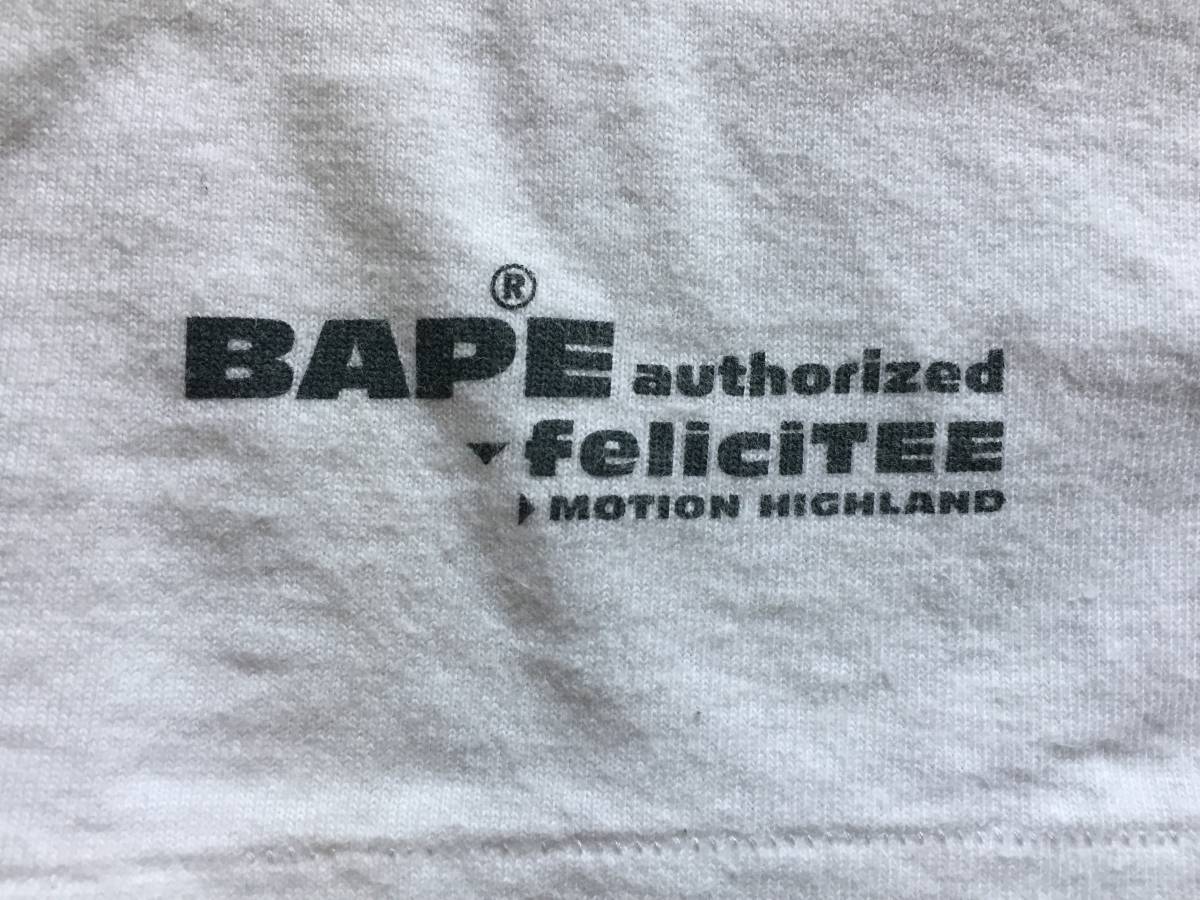 ®
BAPE authorized
feliciTEE
MOTION HIGHLAND